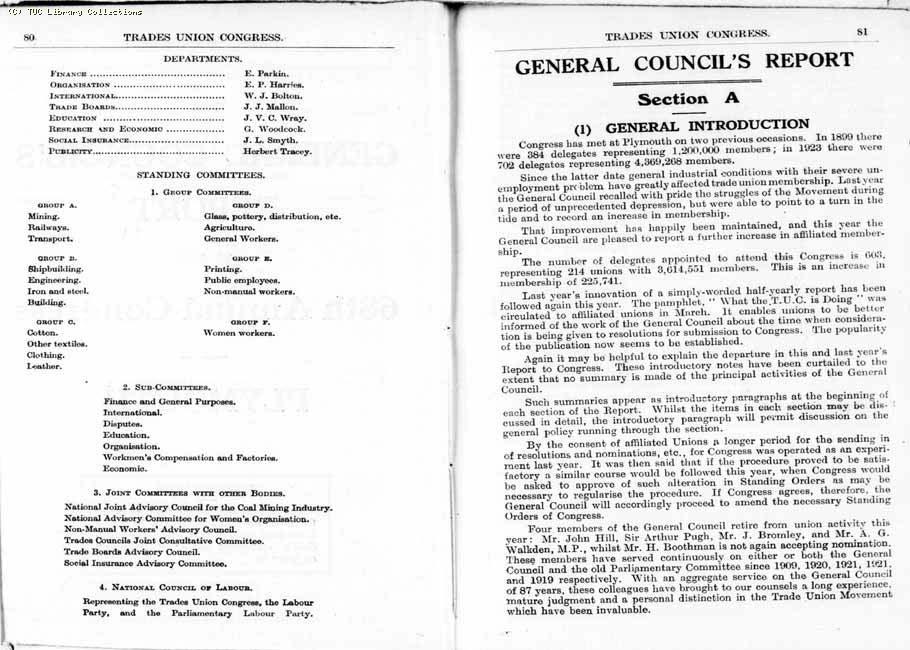 (c) TUC Library Collections
80
TRADES UNION CONGRESS.
DEPARTMENTS.
FINANCE ........................................ E. Parkin.
ORGANISATION ................................. E. P. Harries.
INTERNATIONAL................................ W. J. Bolton.
TRADE BOARDS................................. J. J. Mallon.
EDUCATION ..................................... J. V. C. Wray.
RESEARCH AND ECONOMIC .................. G. Woodcock.
SOCIAL INSURANCE............................ J. L. Smyth.
PUBLICITY....................................... Herbert Tracey.
STANDING COMMITTEES.
1. GROUP COMMITTEES.
GROUP A.
Mining.
Railways.
Transport.
GROUP B.
Shipbuilding.
Engineering.
Iron and steel.
Building.
GROUP C.
Cotton.
Other textiles.
Clothing.
Leather.
GROUP D.
Glass, pottery, distribution, etc.
Agriculture.
General Workers.
GROUP E.
Printing.
Public employees.
Non-manual workers.
GROUP F.
Women workers.
2. SUB-COMMITTEES.
Finance and General Purposes.
International.
Disputes.
Education.
Organisation.
Workmen's Compensation and Factories.
Economic.
3. JOINT COMMITTEES WITH OTHER BODIES.
National Joint Advisory Council for the Coal Mining Industry.
National Advisory Committee for Women's Organisation.
Non-Manual Workers' Advisory Council.
Trades Councils Joint Consultative Committee.
Trade Boards Advisory Council.
Social Insurance Advisory Committee.
4. NATIONAL COUNCIL OF LABOUR.
Representing the Trades Union Congress, the Labour
Party, and the Parliamentary Labour Party.
TRADES UNION CONGRESS.
81
GENERAL COUNCIL'S REPORT
Section A
(1) GENERAL INTRODUCTION
Congress has met at Plymouth on two previous occasions. In 1899 there
were 384 delegates representing 1,200,000 members; in 1923 there were
702 delegates representing 4,369,268 members.
Since the latter date general industrial conditions with their severe un-
employment problem have greatly affected trade union membership. Last year
the General Council recalled with pride the struggles of the Movement during
a period of unprecedented depression, but were able to point to a turn in the
tide and to record an increase in membership.
That improvement has happily been maintained, and this year the
General Council are pleased to report a further increase in affiliated member-
ship.
The number of delegates appointed to attend this Congress is 603,
representing 214 unions with 3,614,551 members. This is an increase in
membership of 225,741.
Last year's innovation of a simply-worded half-yearly report has been
followed again this year. The pamphlet, "What the T.U.C. is Doing" was
circulated to affiliated unions in March. It enables unions to be better
informed of the work of the General Council about the time when considera-
tion is being given to resolutions for submission to Congress. The popularity
of the publication now seems to be established.
Again it may be helpful to explain the departure in this and last year's
Report to Congress. These introductory notes have been curtailed to the
extent that no summary is made of the principal activities of the General
Council.
Such summaries appear as introductory paragraphs at the beginning of
each section of the Report. Whilst the items in each section may be dis-
cussed in detail, the introductory paragraph will permit discussion on the
general policy running through the section.
By the consent of affiliated Unions a longer period for the sending in
of resolutions and nominations, etc., for Congress was operated as an experi-
ment last year. It was then said that if the procedure proved to be satis-
factory a similar course would be followed this year, when Congress would
be asked to approve of such alteration in Standing Orders as may be
necessary to regularise the procedure. If Congress agrees, therefore, the
General Council will accordingly proceed to amend the necessary Standing
Orders of Congress.
Four members of the General Council retire from union activity this
year: Mr. John Hill, Sir Arthur Pugh, Mr. J. Bromley, and Mr. A. G.
Walkden, M.P., whilst Mr. H. Boothman is not again accepting nomination.
These members have served continuously on either or both the General
Council and the old Parliamentary Committee since 1909, 1920, 1921, 1921,
and 1919 respectively. With an aggregate service on the General Council
of 87 years, these colleagues have brought to our counsels a long experience,
mature judgment and a personal distinction in the Trade Union Movement
which have been invaluable.